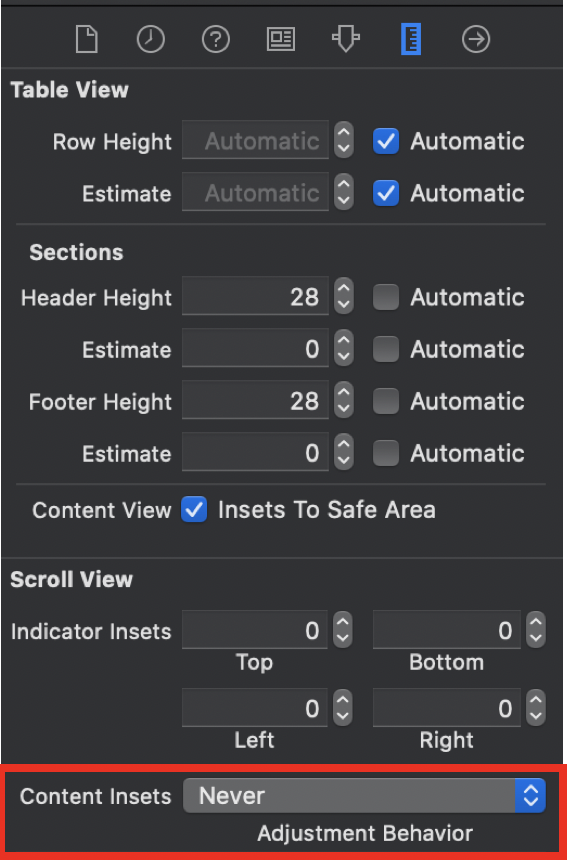 Table View
Row Height Automatic Automatic
Estimate Automatic Automatic
Sections
Header Height 28 Automatic
Estimate 0 Automatic
Footer Height 28 Automatic
Estimate 0 Automatic
Content View Insets To Safe Area
Scroll View
Indicator Insets 0 0
Top Bottom
0 0
Left Right
Content Insets Never
Adjustment Behavior